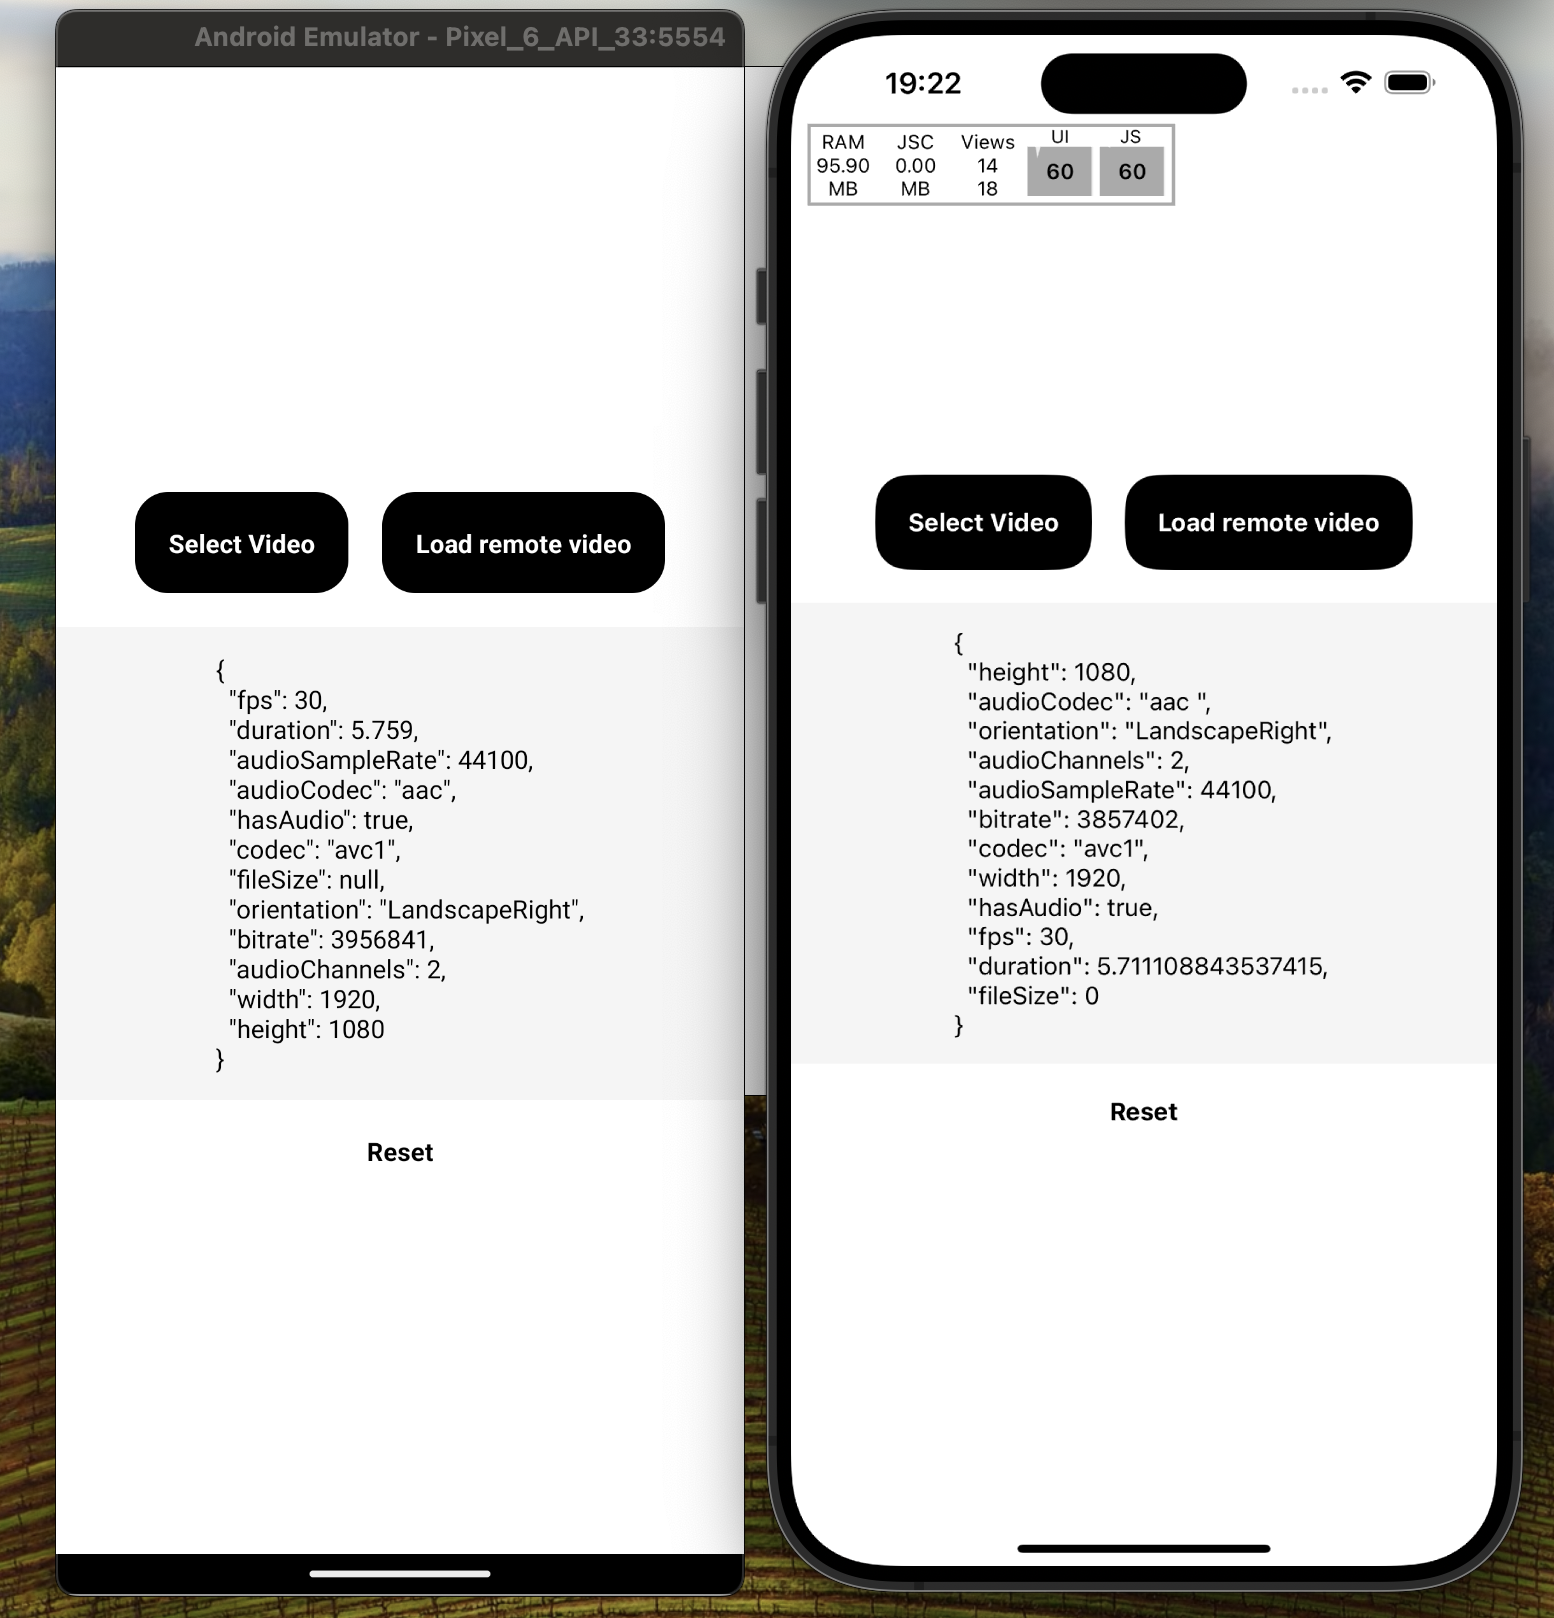 Android Emulator - Pixel_6_API_33:5554
Select Video
Load remote video
{
"fps": 30,
"duration": 5.759,
"audioSampleRate": 44100,
"audioCodec": "aac",
"hasAudio": true,
"codec": "avc1",
"fileSize": null,
"orientation": "LandscapeRight",
"bitrate": 3956841,
"audioChannels": 2,
"width": 1920,
"height": 1080
}
Reset
19:22
RAM
95.90
MB
JSC
0.00
MB
Views
14
18
UI
60
JS
60
Select Video
Load remote video
{
"height": 1080,
"audioCodec": "aac ",
"orientation": "LandscapeRight",
"audioChannels": 2,
"audioSampleRate": 44100,
"bitrate": 3857402,
"codec": "avc1",
"width": 1920,
"hasAudio": true,
"fps": 30,
"duration": 5.711108843537415,
"fileSize": 0
}
Reset